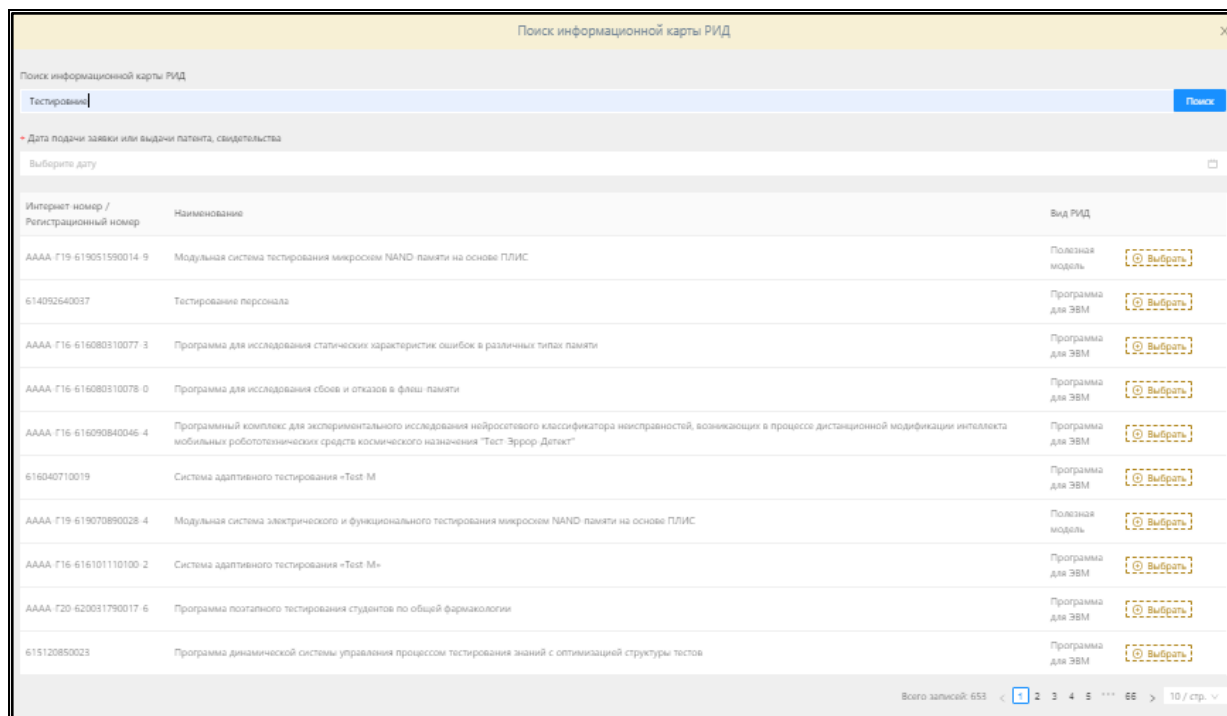 Поиск информационной карты РИД
Поиск информационной карты РИД
Тестировние
Поиск
* Дата подачи заявки или выдачи патента, свидетельства
Выберите дату
Интернет-номер /
Регистрационный номер
Наименование
Вид РИД
АААА-Г19-619051590014-9
Модульная система тестирования микросхем NAND-памяти на основе ПЛИС
Полезная
модель
Выбрать
614092640037
Тестирование персонала
Программа
для ЭВМ
Выбрать
АААА-Г16-616080310077-3
Программа для исследования статических характеристик ошибок в различных типах памяти
Программа
для ЭВМ
Выбрать
АААА-Г16-616080310078-0
Программа для исследования сбоев и отказов в флеш-памяти
Программа
для ЭВМ
Выбрать
АААА-Г16-616090840046-4
Программный комплекс для экспериментального исследования нейросетевого классификатора неисправностей, возникающих в процессе дистанционной модификации интеллекта
мобильных робототехнических средств космического назначения "Тест-Эррор-Детект"
Программа
для ЭВМ
Выбрать
616040710019
Система адаптивного тестирования «Test-M
Программа
для ЭВМ
Выбрать
АААА-Г19-619070890028-4
Модульная система электрического и функционального тестирования микросхем NAND-памяти на основе ПЛИС
Полезная
модель
Выбрать
АААА-Г16-616101110100-2
Система адаптивного тестирования «Test-M»
Программа
для ЭВМ
Выбрать
АААА-Г20-620031790017-6
Программа поэтапного тестирования студентов по общей фармакологии
Программа
для ЭВМ
Выбрать
615120850023
Программа динамической системы управления процессом тестирования знаний с оптимизацией структуры тестов
Программа
для ЭВМ
Выбрать
Всего записей: 653 < 1 2 3 4 5 ••• 66 > 10 / стр.